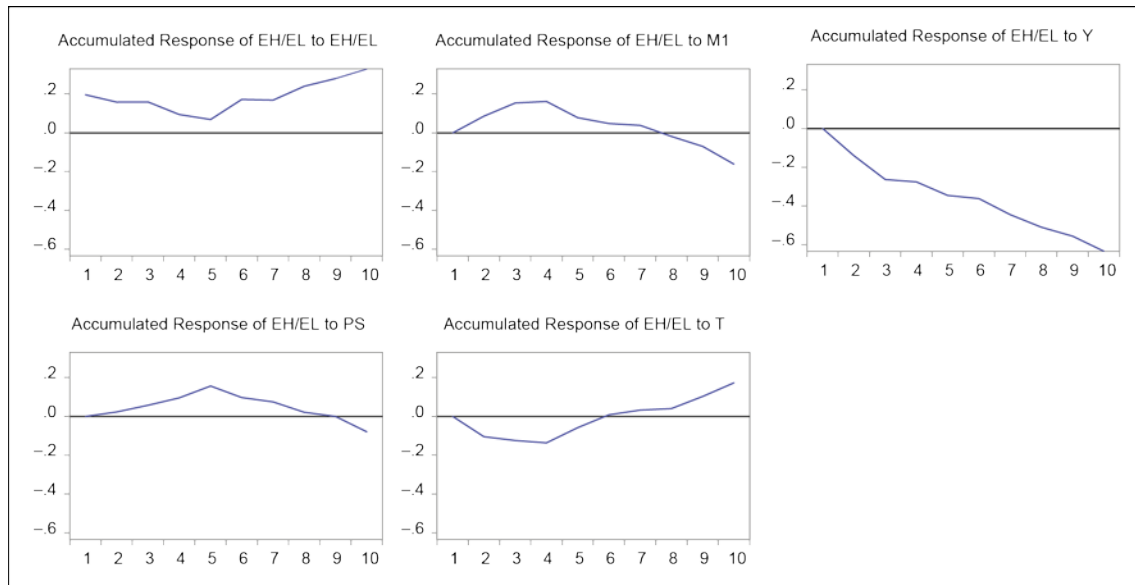 Accumulated Response of EH/EL to EH/EL
.2
.0
−.2
−.4
−.6
1 2 3 4 5 6 7 8 9 10
Accumulated Response of EH/EL to M1
.2
.0
−.2
−.4
−.6
1 2 3 4 5 6 7 8 9 10
Accumulated Response of EH/EL to Y
.2
.0
−.2
−.4
−.6
1 2 3 4 5 6 7 8 9 10
Accumulated Response of EH/EL to PS
.2
.0
−.2
−.4
−.6
1 2 3 4 5 6 7 8 9 10
Accumulated Response of EH/EL to T
.2
.0
−.2
−.4
−.6
1 2 3 4 5 6 7 8 9 10